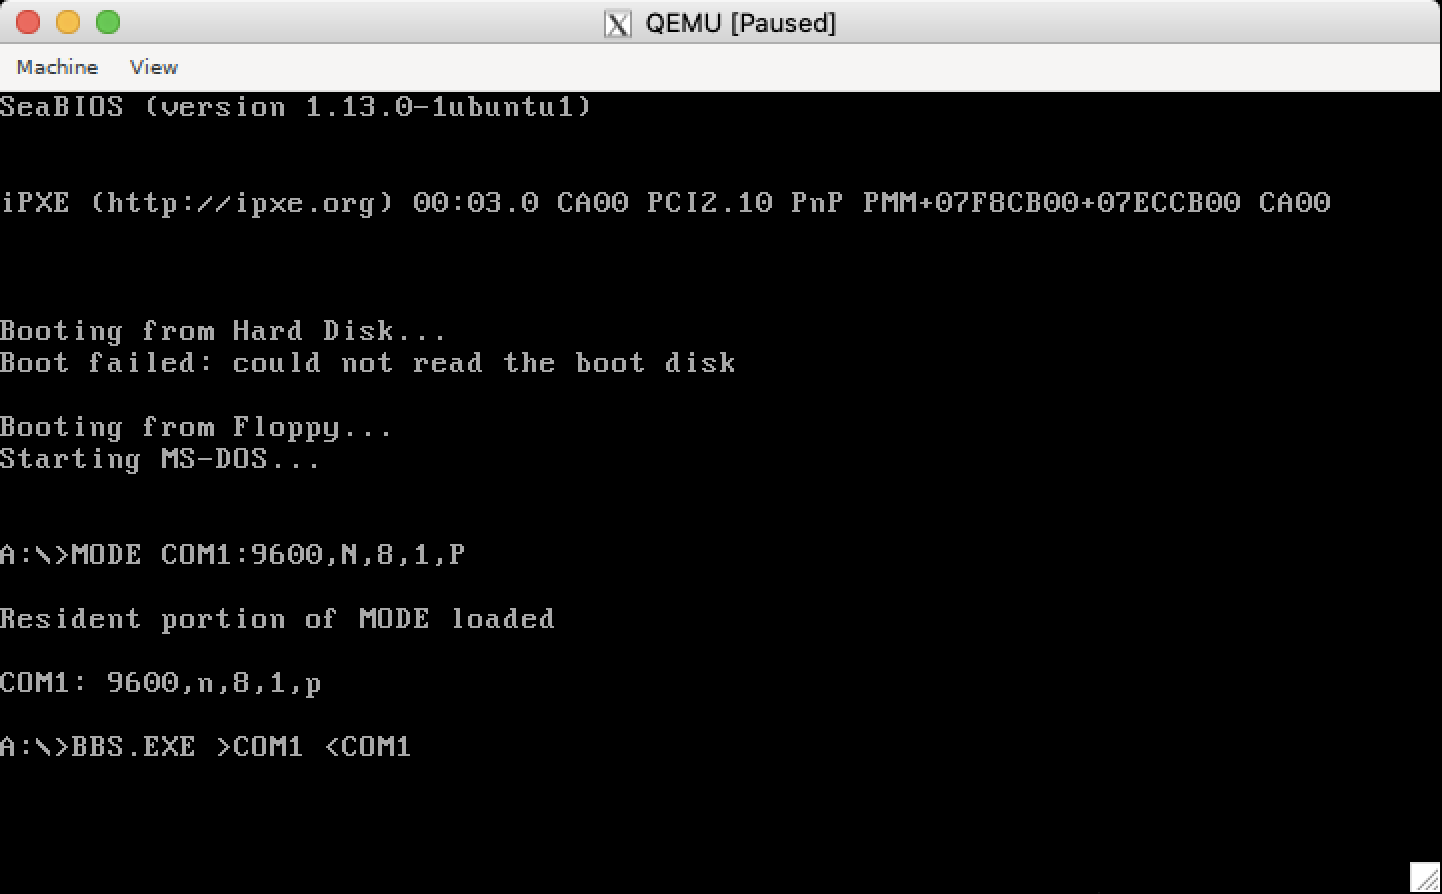 QEMU [Paused]
Machine View
SeaBIOS (version 1.13.0-1ubuntu1)
iPXE (http://ipxe.org) 00:03.0 CA00 PCI2.10 PnP PMM+07F8CB00+07ECCB00 CA00
Booting from Hard Disk...
Boot failed: could not read the boot disk
Booting from Floppy...
Starting MS-DOS...
A:\>MODE COM1:9600,N,8,1,P
Resident portion of MODE loaded
COM1: 9600,n,8,1,p
A:\>BBS.EXE >COM1 <COM1